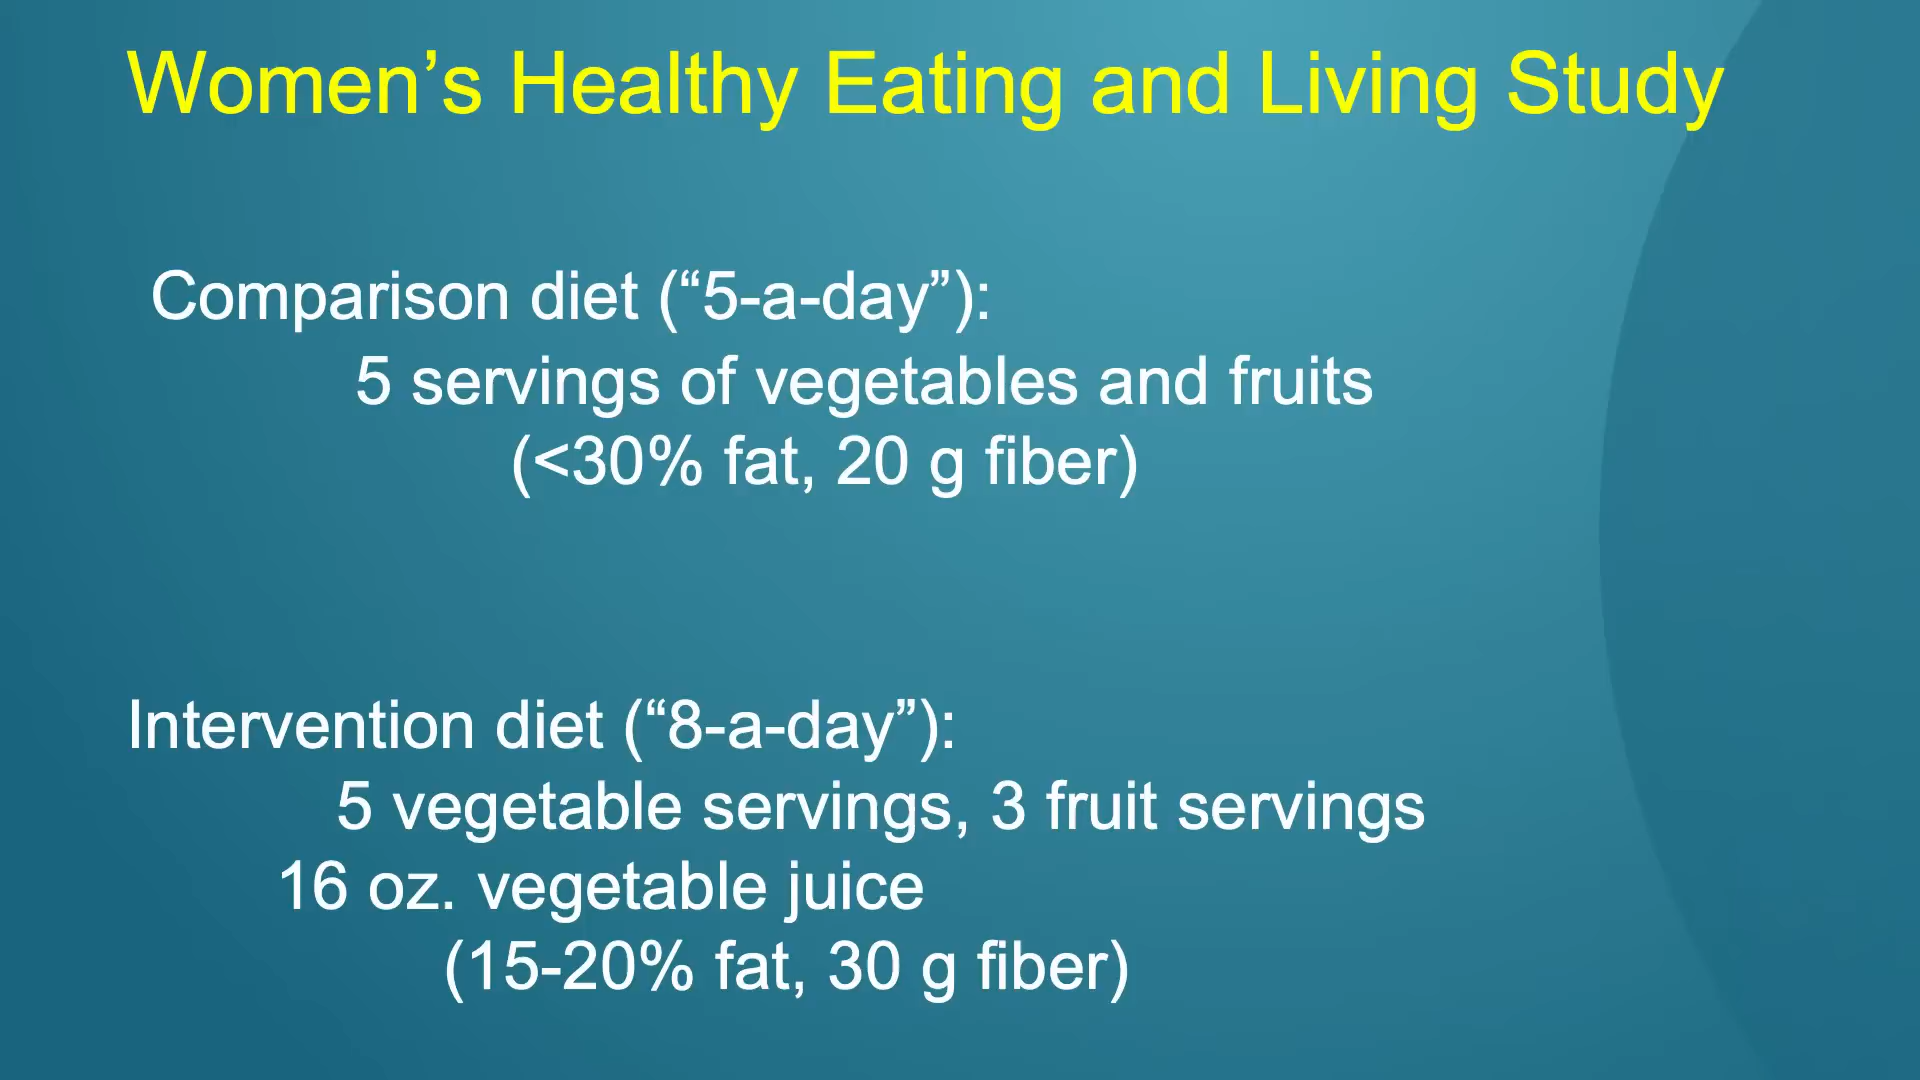 Women’s Healthy Eating and Living Study
Comparison diet (“5-a-day”):
5 servings of vegetables and fruits
(<30% fat, 20 g fiber)
Intervention diet (“8-a-day”):
5 vegetable servings, 3 fruit servings
16 oz. vegetable juice
(15-20% fat, 30 g fiber)